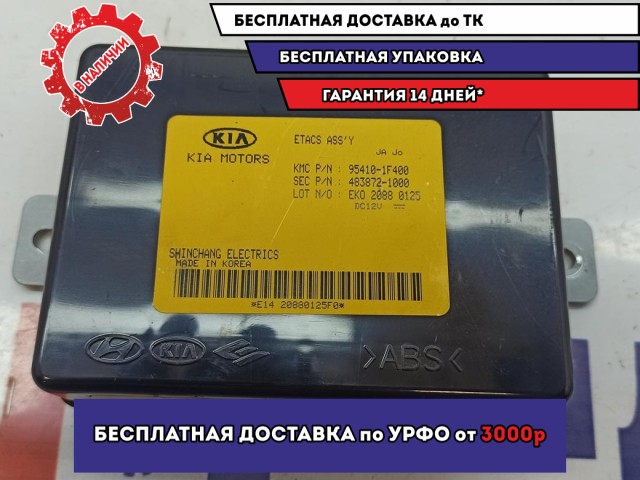 БЕСПЛАТНАЯ ДОСТАВКА до ТК
БЕСПЛАТНАЯ УПАКОВКА
ГАРАНТИЯ 14 ДНЕЙ*
В НАЛИЧИИ
KIA
KIA MOTORS
ETACS ASS'Y
JA Jo
KMC P/N : 95410-1F400
SEC P/N : 483872-1000
LOT N/O : EKO 2088 0125
DC12V
SHINCHANG ELECTRICS
MADE IN KOREA
*E14 20880125F0*
KIA
>ABS<
БЕСПЛАТНАЯ ДОСТАВКА по УРФО от 3000р